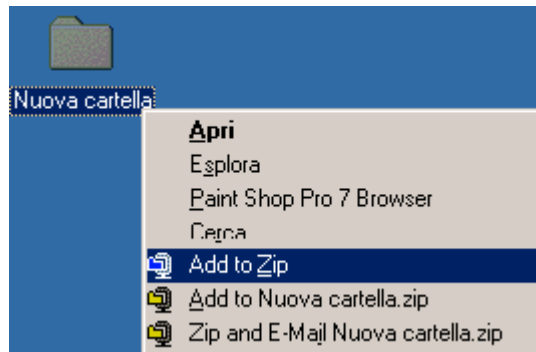 Nuova cartella
Apri
Esplora
Paint Shop Pro 7 Browser
Cerca
Add to Zip
Add to Nuova cartella.zip
Zip and E-Mail Nuova cartella.zip